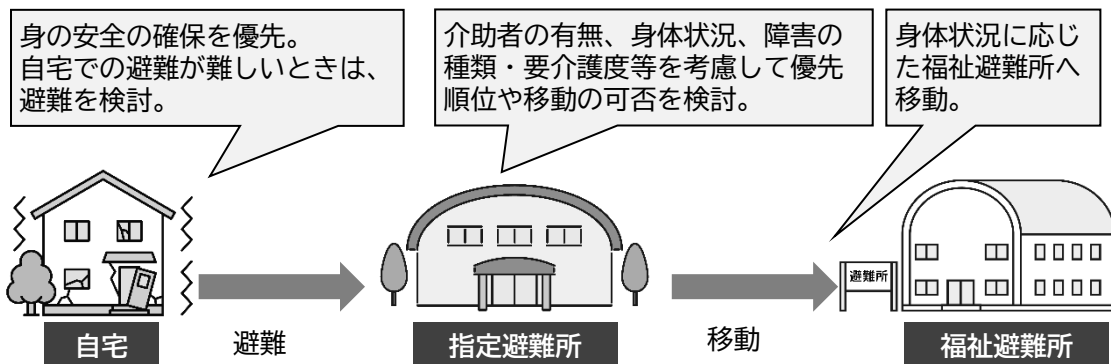 身の安全の確保を優先。
自宅での避難が難しいときは、
避難を検討。
介助者の有無、身体状況、障害の
種類・要介護度等を考慮して優先
順位や移動の可否を検討。
身体状況に応じ
た福祉避難所へ
移動。
避難所
自宅
避難
指定避難所
移動
福祉避難所